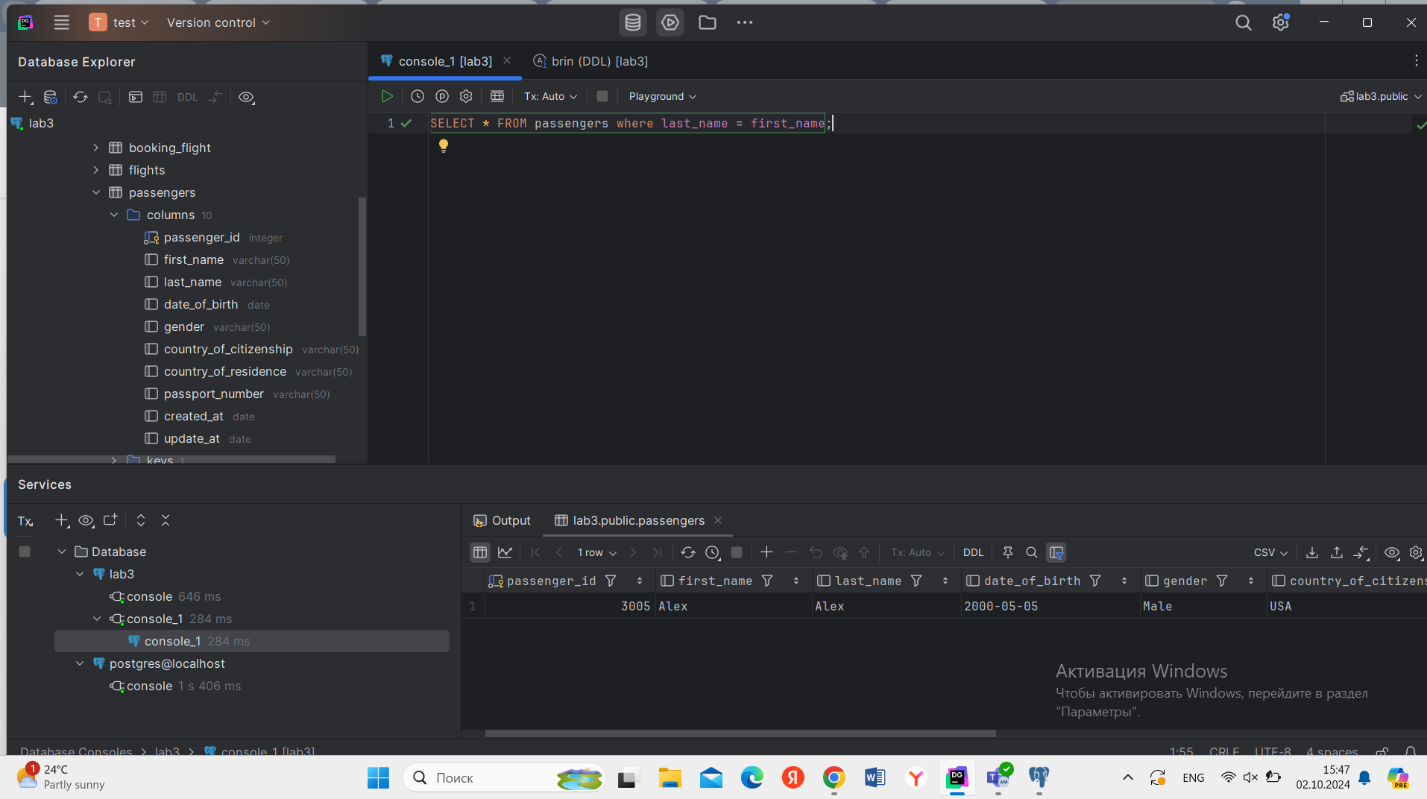 T test Version control
Database Explorer
console_1 [lab3]
brin (DDL) [lab3]
DDL
Tx: Auto
Playground
lab3.public
lab3
1 SELECT * FROM passengers where last_name = first_name;
booking_flight
flights
passengers
columns 10
passenger_id integer
first_name varchar(50)
last_name varchar(50)
date_of_birth date
gender varchar(50)
country_of_citizenship varchar(50)
country_of_residence varchar(50)
passport_number varchar(50)
created_at date
update_at date
keys 1
Services
Tx
Output
lab3.public.passengers
Database
lab3
console 646 ms
console_1 284 ms
console_1 284 ms
postgres@localhost
console 1 s 406 ms
1 row
Tx: Auto
DDL
CSV
passenger_id first_name last_name date_of_birth gender country_of_citizens
1 3005 Alex Alex 2000-05-05 Male USA
Активация Windows
Чтобы активировать Windows, перейдите в раздел
"Параметры".
Database Consoles > lab3 > console_1 [lab3]
1:55 CRLF UTF-8 4 spaces
1
24°C
Partly sunny
Поиск
ENG
15:47
02.10.2024